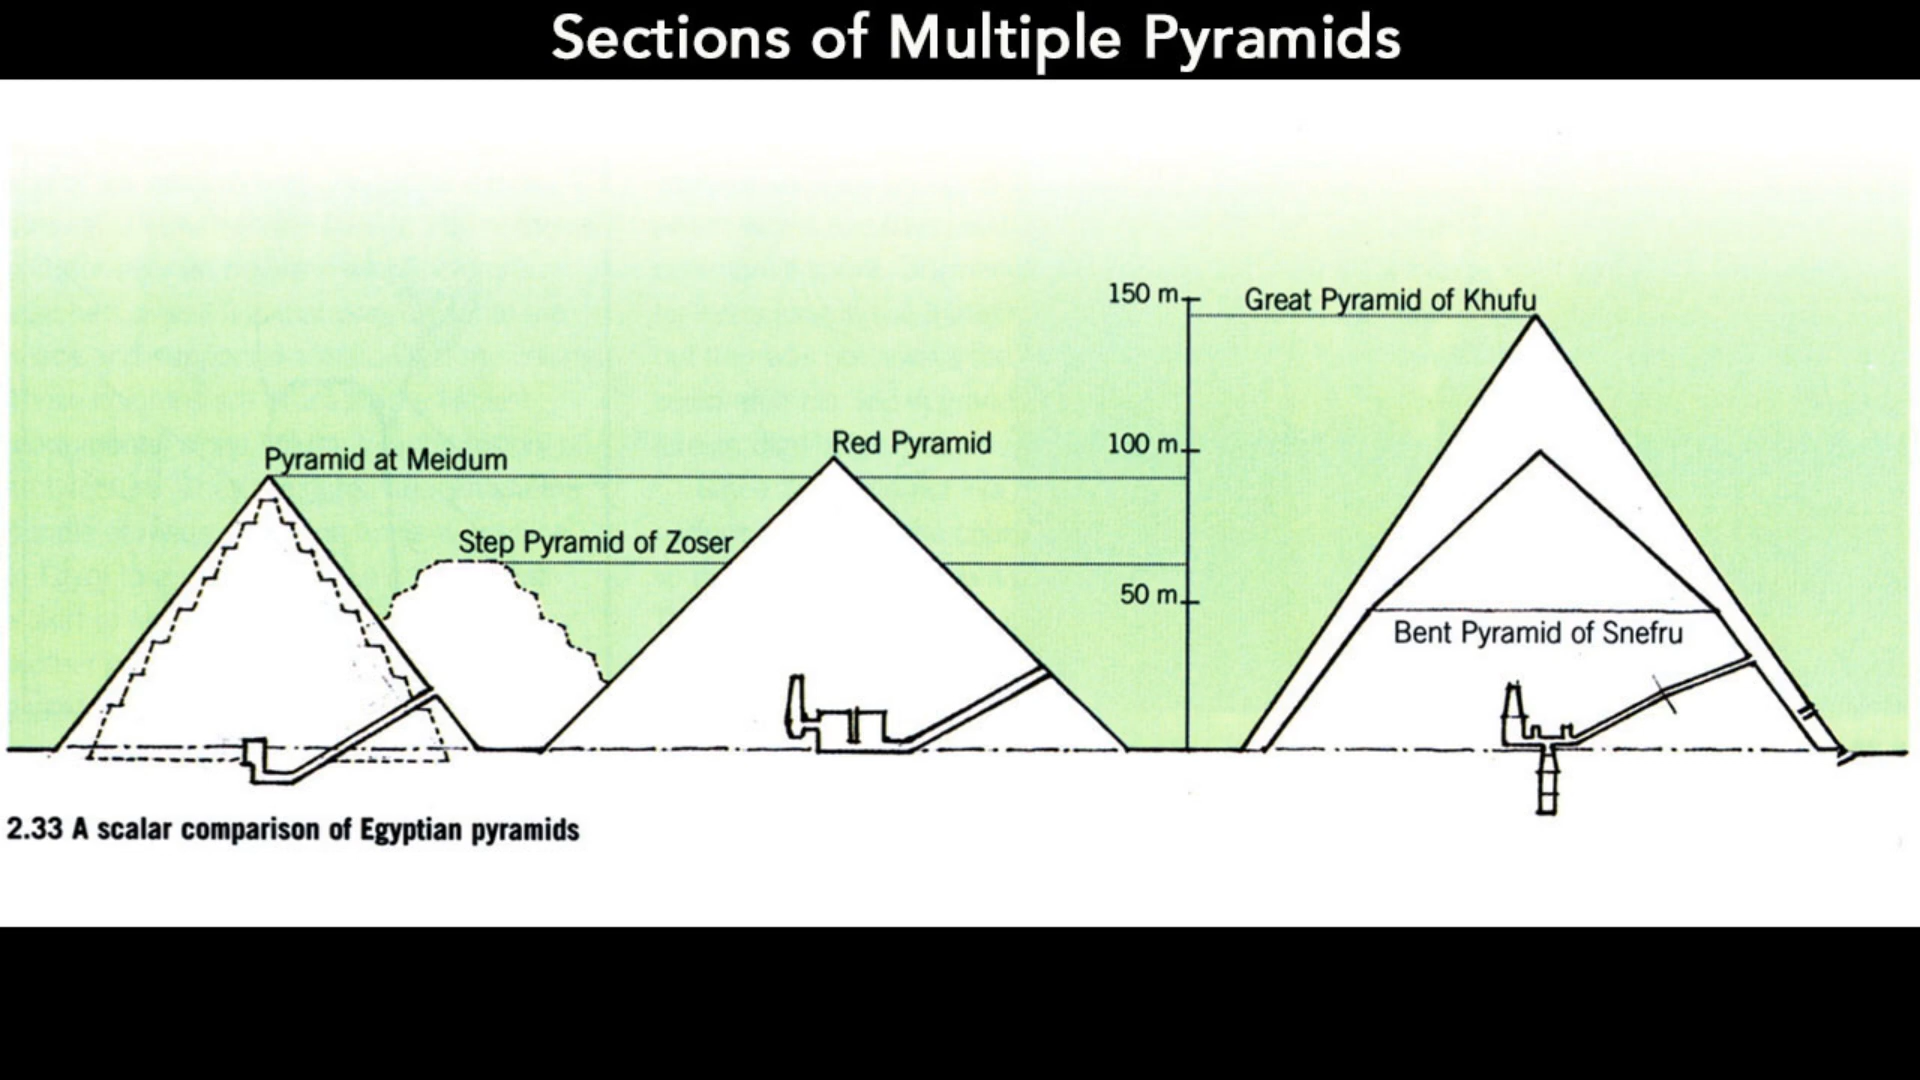 Sections of Multiple Pyramids
150 m
Great Pyramid of Khufu
Red Pyramid
100 m
Pyramid at Meidum
Step Pyramid of Zoser
50 m
Bent Pyramid of Snefru
2.33 A scalar comparison of Egyptian pyramids